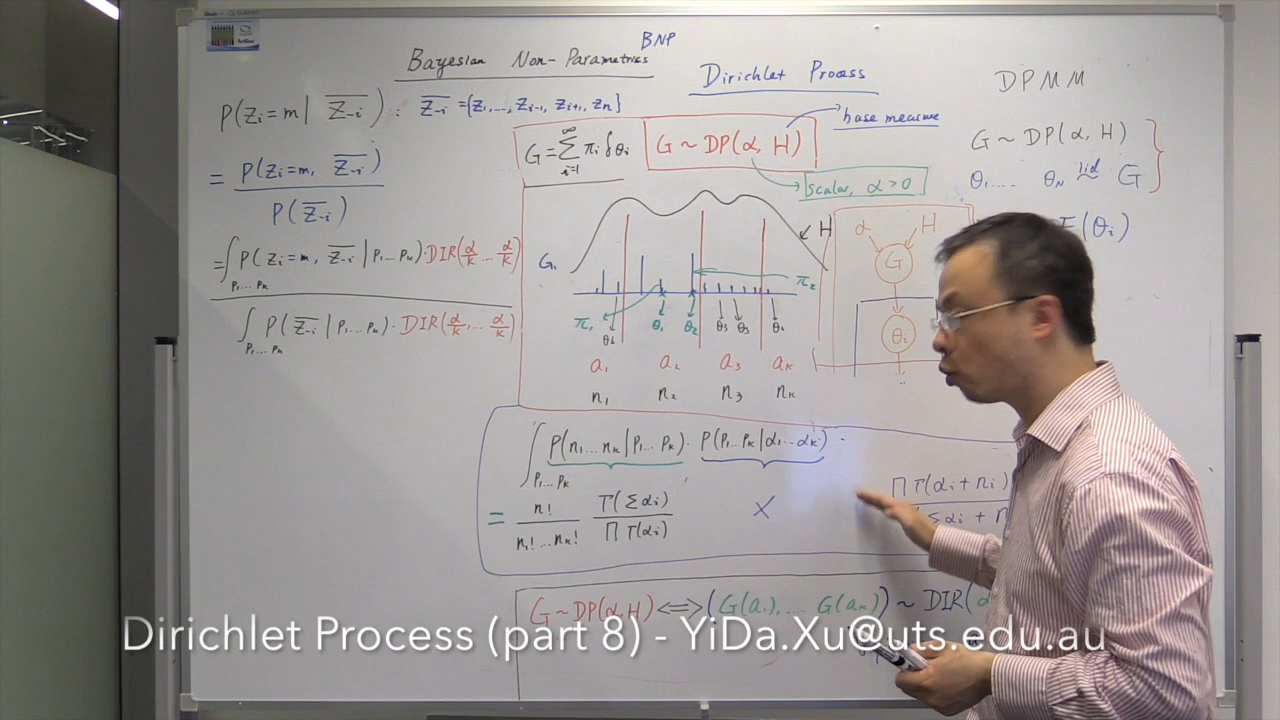 BNP
Bayesian Non-Parametrics
Dirichlet Process
DPMM
P(Zi=m| Z-i) : Z-i={Z1,..., Zi-1, Zi+1, Zn}
= P(Zi=m, Z-i)
P(Z-i)
=∫P1...Pk P(Zi=m, Z-i |P1...Pk)·DIR(α/k...α/k)
∫P1...Pk P(Z-i |P1...Pk)·DIR(α/k,...α/k)
G=∑i=1∞ πi δθi
G~DP(α, H)
base measure
scalar, α>0
H
G.
π1
π2
θ6 θ1 θ2 θ5 θ3 θ4
a1 a2 a3 ak
n1 n2 n3 nk
G~DP(α, H)
θ1.... θN iid~ G
F(θi)
α H
G
θi
∫P1...Pk P(n1...nk|P1...Pk)· P(P1...Pk|α1...αk)·
= n! Γ(∑αi) × ∏Γ(αi+ni)
n1!...nk! ∏Γ(αi) ∑αi + n
G~DP(α,H) ⟺ (G(a1),... G(ak)) ~ DIR(α
Dirichlet Process (part 8) - YiDa.Xu@uts.edu.au